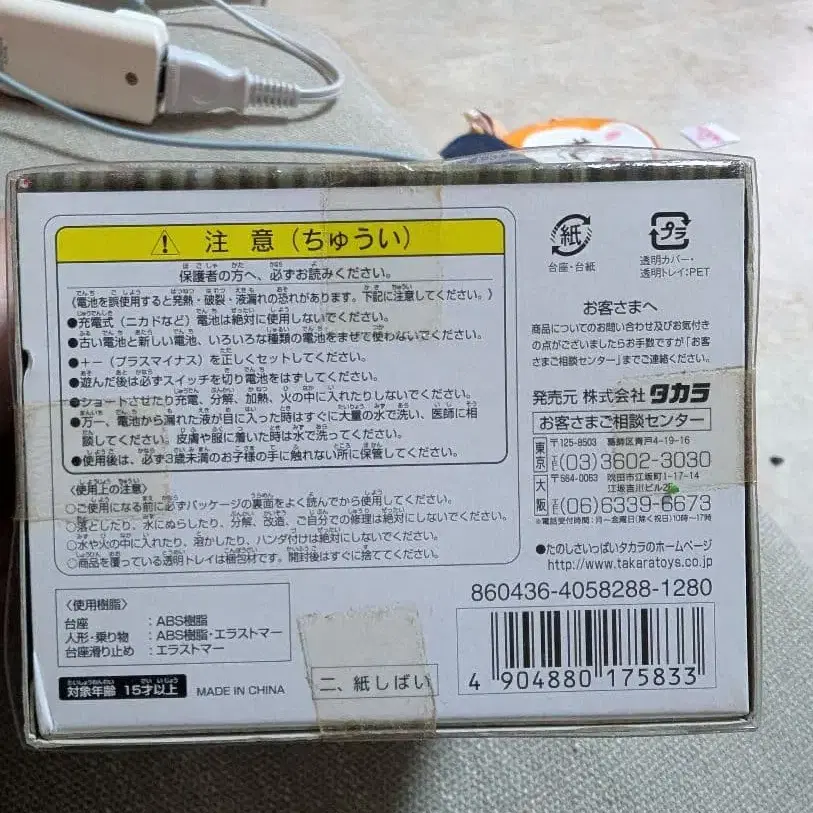 注意（ちゅうい）
保護者の方へ、必ずお読みください。
（電池を誤使用すると発熱・破裂・液漏れの恐れがあります。下記に注意してください。）
●充電式（ニカドなど）電池は絶対に使用しないでください。
●古い電池と新しい電池、いろいろな種類の電池をまぜて使わないでください。
●＋－（プラスマイナス）を正しくセットしてください。
●遊んだ後は必ずスイッチを切り電池をはずしてください。
●ショートさせたり充電、分解、加熱、火の中に入れたりしないでください。
●万一、電池から漏れた液が目に入った時はすぐに大量の水で洗い、医師に相
談してください。皮膚や服に着いた時は水で洗ってください。
●使用後は、必ず3歳未満のお子様の手に触れない所に保管してください。
〈使用上の注意〉
○ご使用になる前に必ずパッケージの裏面をよく読んでから使用してください。
○落としたり、水にぬらしたり、分解、改造、ご自分での修理は絶対にしないでください。
○水や火の中に入れたり、溶かしたり、ハンダ付けは絶対にしないでください。
○商品を覆っている透明トレイは梱包材です。開封後はすぐに捨ててください。
〈使用樹脂〉
台座　：ABS樹脂
人形・乗り物　：ABS樹脂・エラストマー
台座滑り止め　：エラストマー
対象年齢 15才以上
MADE IN CHINA
二、紙しばい
紙
台座・台紙
プラ
透明カバー・
透明トレイ：PET
お客さまへ
商品についてのお問い合わせ及びお気付き
の点がございましたらお手数ですが「お客
さまご相談センター」までご連絡ください。
発売元 株式会社 タカラ
お客さまご相談センター
東京 〒125-8503 葛飾区青戸4-19-16
TEL(03)3602-3030
大阪 〒564-0063 吹田市江坂町1-17-14
江坂吉川ビル2F
TEL(06)6339-6673
＊電話受付時間：月～金曜日（除く祝日）10時～17時
●たのしさいっぱいタカラのホームページ
http://www.takaratoys.co.jp
860436-4058288-1280
4 904880 175833